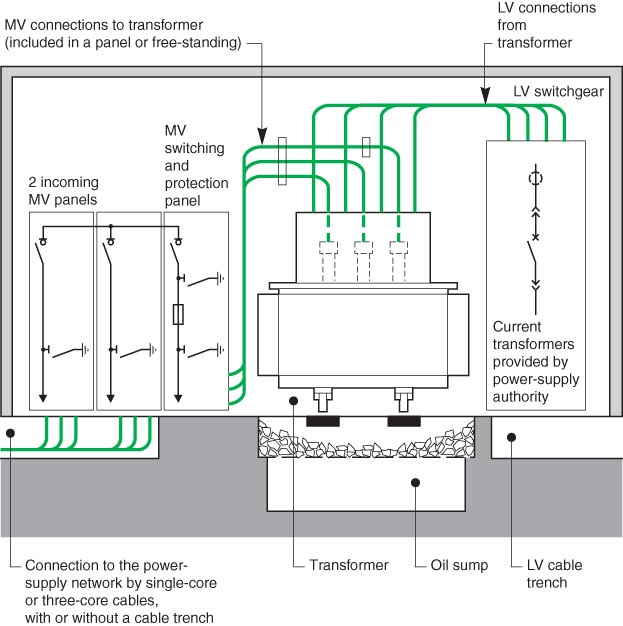 MV connections to transformer
(included in a panel or free-standing)
LV connections
from
transformer
LV switchgear
MV
switching
and
protection
panel
2 incoming
MV panels
Current
transformers
provided by
power-supply
authority
Connection to the power-
supply network by single-core
or three-core cables,
with or without a cable trench
Transformer
Oil sump
LV cable
trench